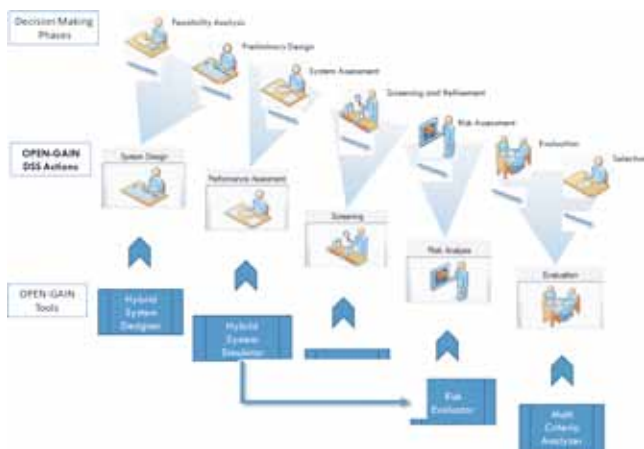 Decision Making
Phases
Feasibility Analysis
Preliminary Design
System Assessment
Screening and Refinement
Risk Assessment
Evaluation
Selection
OPEN-GAIN
DSS Actions
System Design
Performance Assessment
Screening
Risk Analysis
Evaluation
OPEN-GAIN
Tools
Hybrid
System
Designer
Hybrid
System
Simulator
Risk
Evaluator
Multi
Criteria
Analyzer